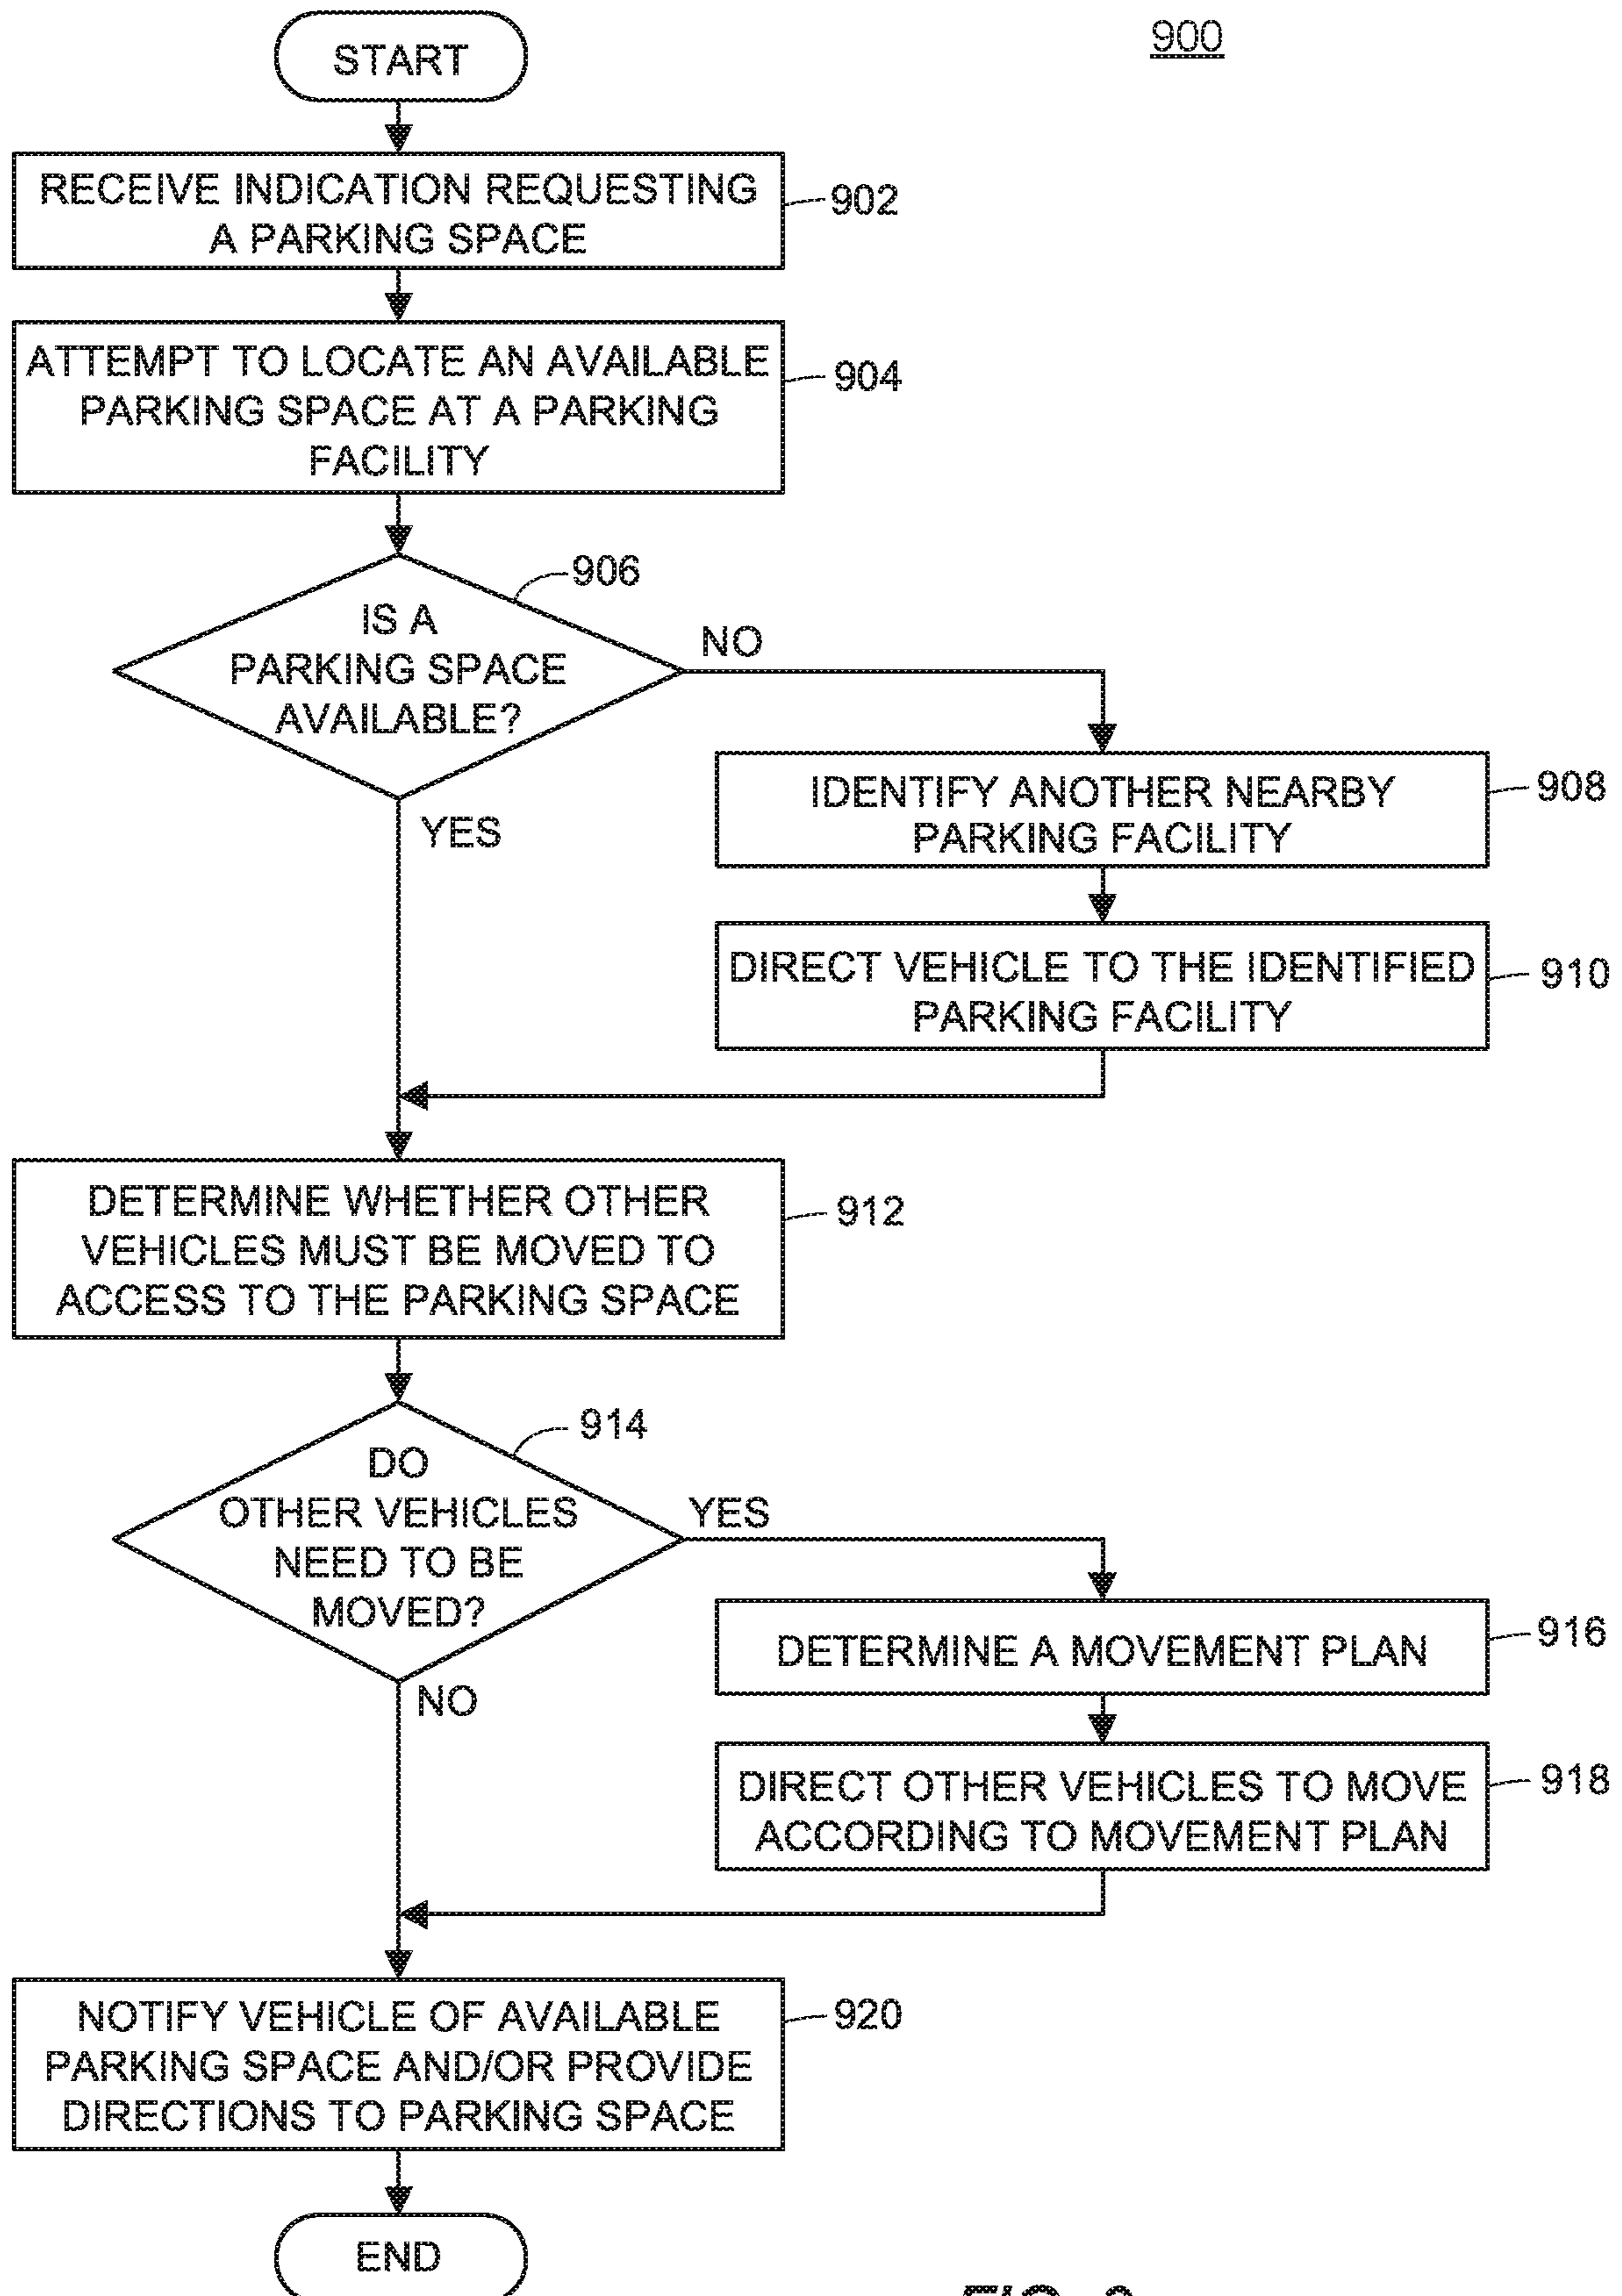 900
START
RECEIVE INDICATION REQUESTING
A PARKING SPACE
902
ATTEMPT TO LOCATE AN AVAILABLE
PARKING SPACE AT A PARKING
FACILITY
904
906
IS A
PARKING SPACE
AVAILABLE?
NO
YES
IDENTIFY ANOTHER NEARBY
PARKING FACILITY
908
DIRECT VEHICLE TO THE IDENTIFIED
PARKING FACILITY
910
DETERMINE WHETHER OTHER
VEHICLES MUST BE MOVED TO
ACCESS TO THE PARKING SPACE
912
914
DO
OTHER VEHICLES
NEED TO BE
MOVED?
YES
NO
DETERMINE A MOVEMENT PLAN
916
DIRECT OTHER VEHICLES TO MOVE
ACCORDING TO MOVEMENT PLAN
918
NOTIFY VEHICLE OF AVAILABLE
PARKING SPACE AND/OR PROVIDE
DIRECTIONS TO PARKING SPACE
920
END